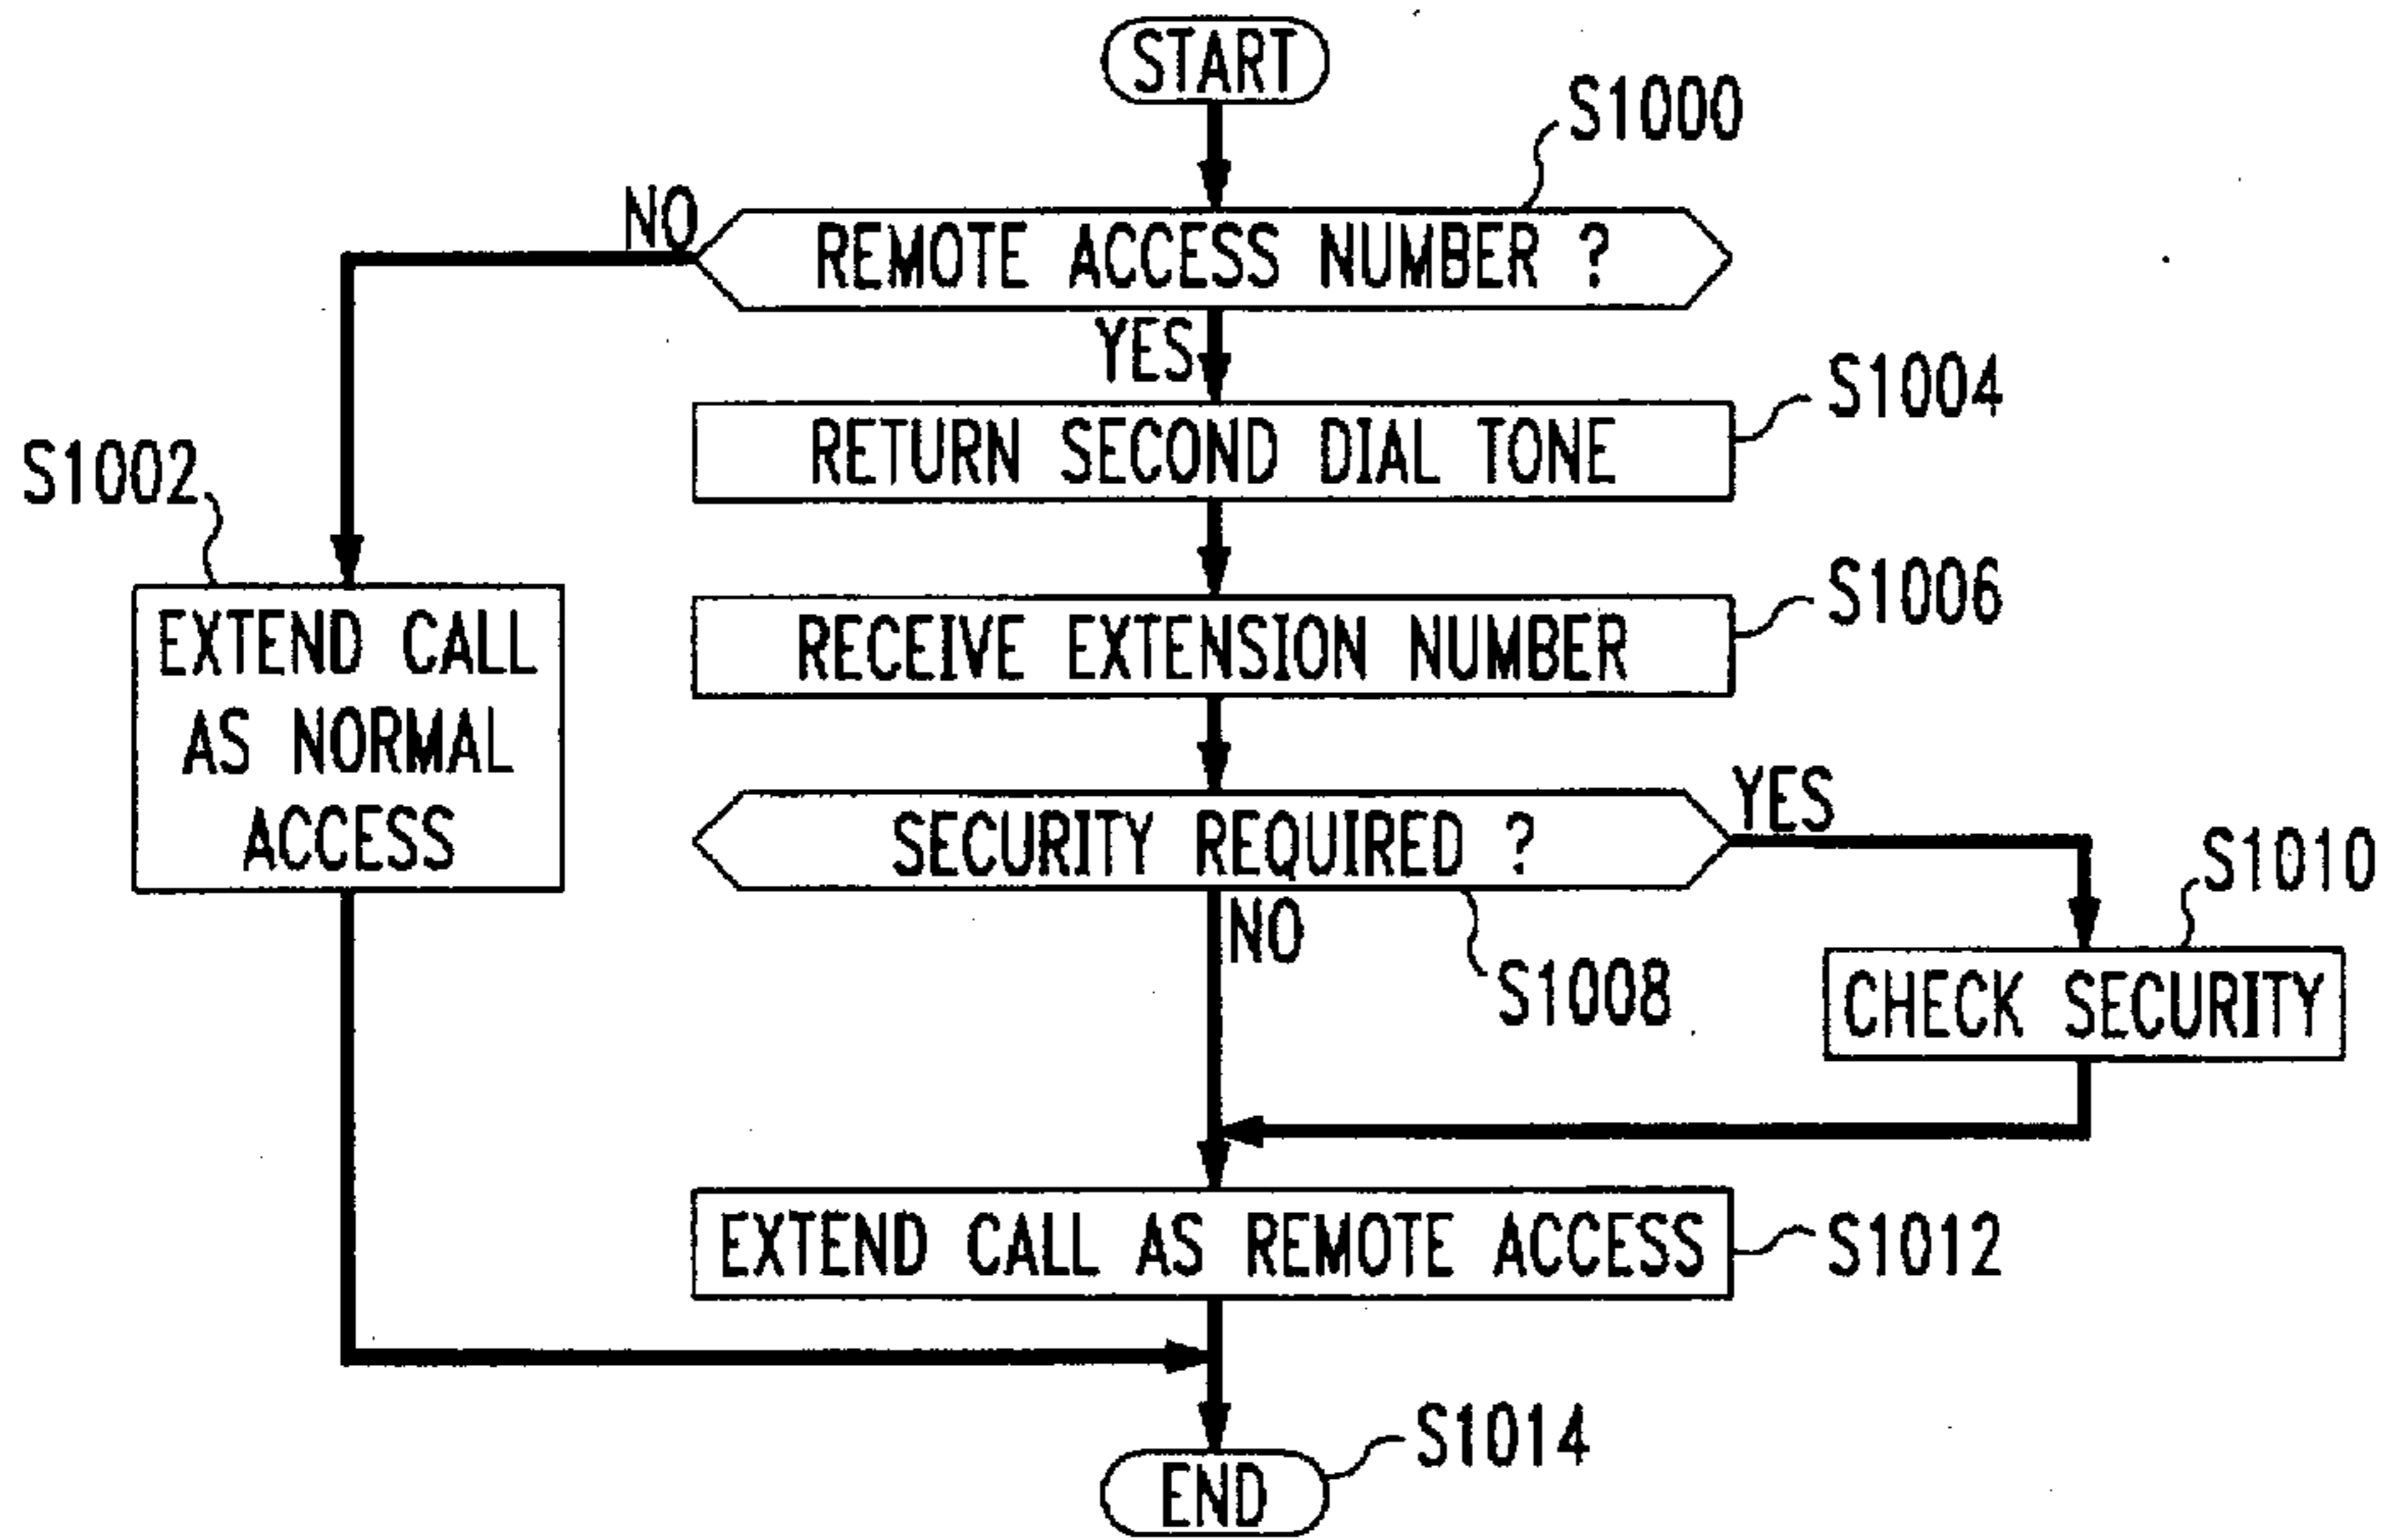 START
S1000
NO
REMOTE ACCESS NUMBER ?
YES
S1004
RETURN SECOND DIAL TONE
S1002
S1006
RECEIVE EXTENSION NUMBER
EXTEND CALL
AS NORMAL
ACCESS
YES
SECURITY REQUIRED ?
S1010
NO
S1008
CHECK SECURITY
EXTEND CALL AS REMOTE ACCESS
S1012
S1014
END